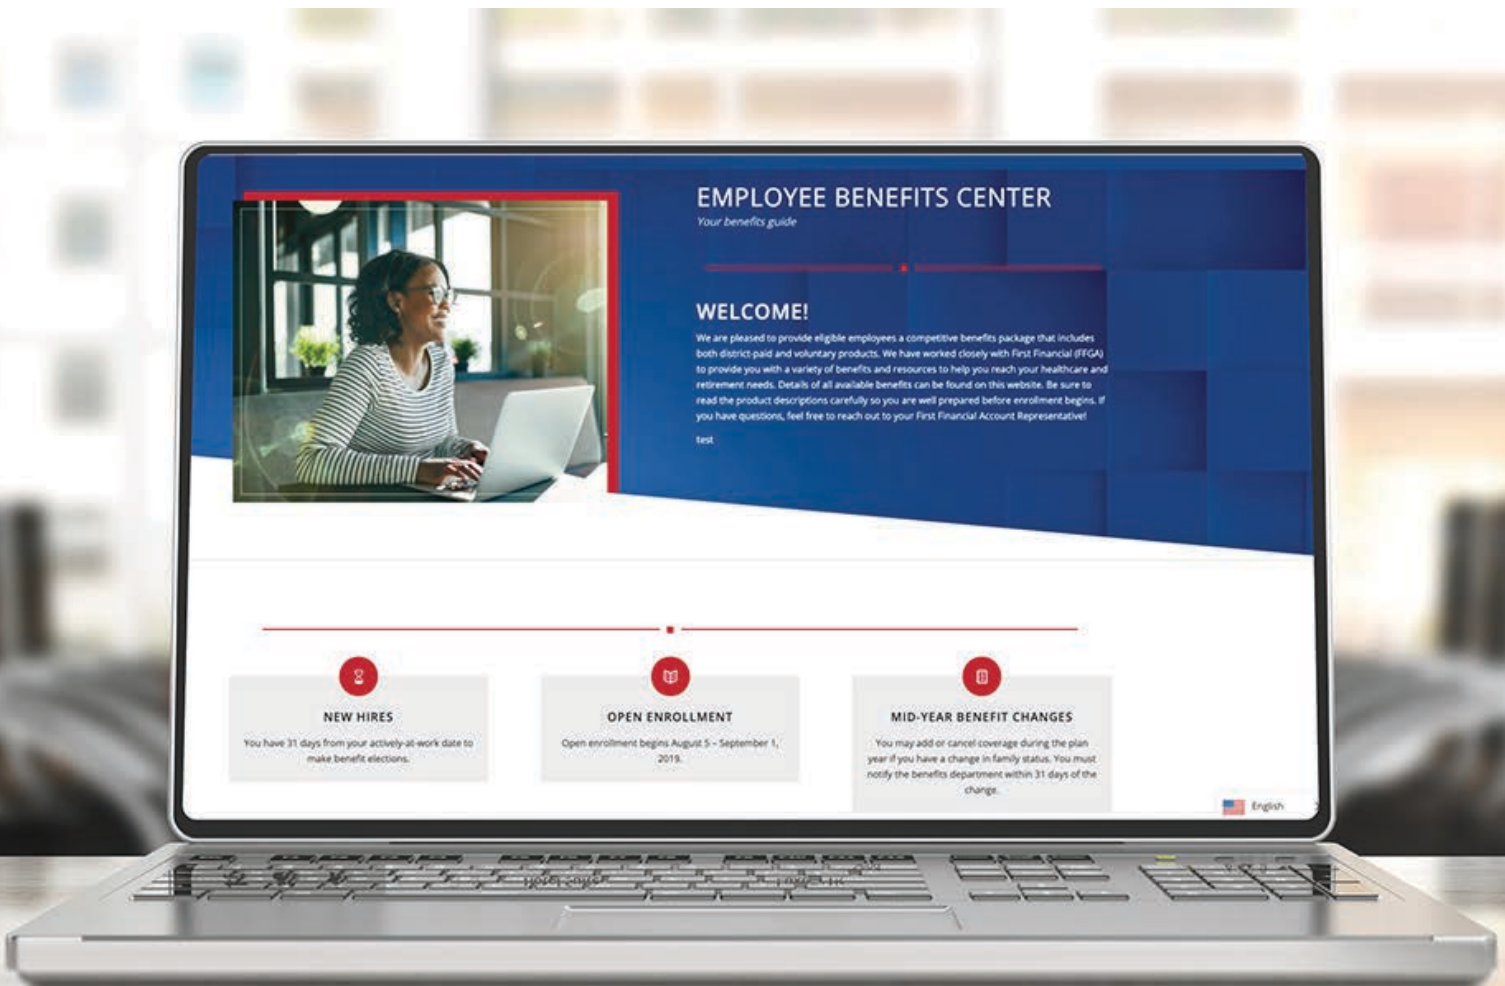 EMPLOYEE BENEFITS CENTER
Your benefits guide
WELCOME!
We are pleased to provide eligible employees a competitive benefits package that includes
both district-paid and voluntary products. We have worked closely with First Financial (FFGA)
to provide you with a variety of benefits and resources to help you reach your healthcare and
retirement needs. Details of all available benefits can be found on this website. Be sure to
read the product descriptions carefully so you are well prepared before enrollment begins. If
you have questions, feel free to reach out to your First Financial Account Representative!
test
NEW HIRES
You have 31 days from your actively-at-work date to
make benefit elections.
OPEN ENROLLMENT
Open enrollment begins August 5 – September 1,
2019.
MID-YEAR BENEFIT CHANGES
You may add or cancel coverage during the plan
year if you have a change in family status. You must
notify the benefits department within 31 days of the
change.
English